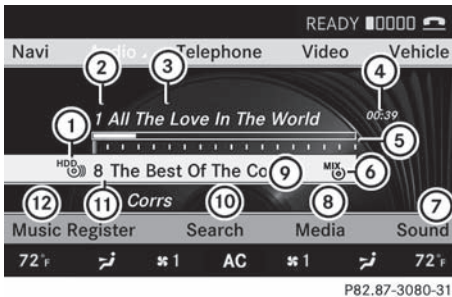 READY
Navi Audio Telephone Video Vehicle
2 3 4
1 All The Love In The World 00:39
1 5
HDD 8 The Best Of The Co 9 MIX 6
12 11 Corrs 10 8 7
Music Register Search Media Sound
72°F 1 AC 1 72°F
P82.87-3080-31